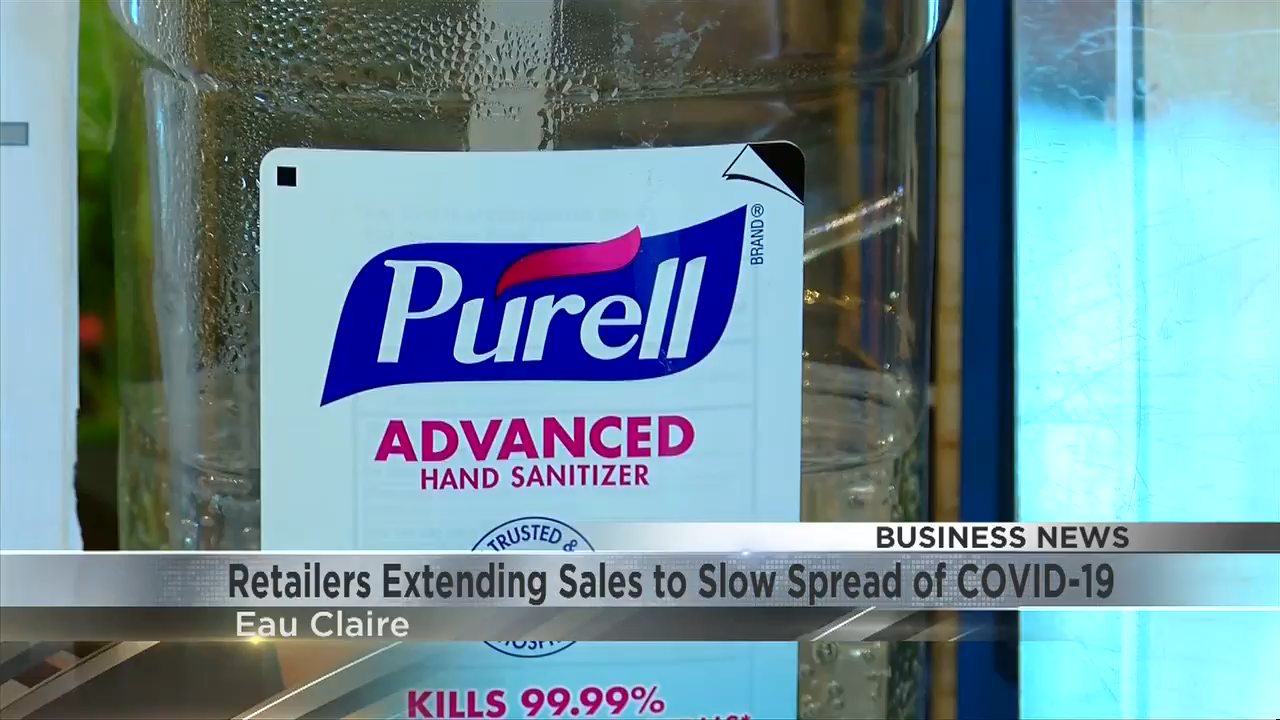 Purell
BRAND®
ADVANCED
HAND SANITIZER
TRUSTED &
BUSINESS NEWS
Retailers Extending Sales to Slow Spread of COVID-19
Eau Claire
KILLS 99.99%